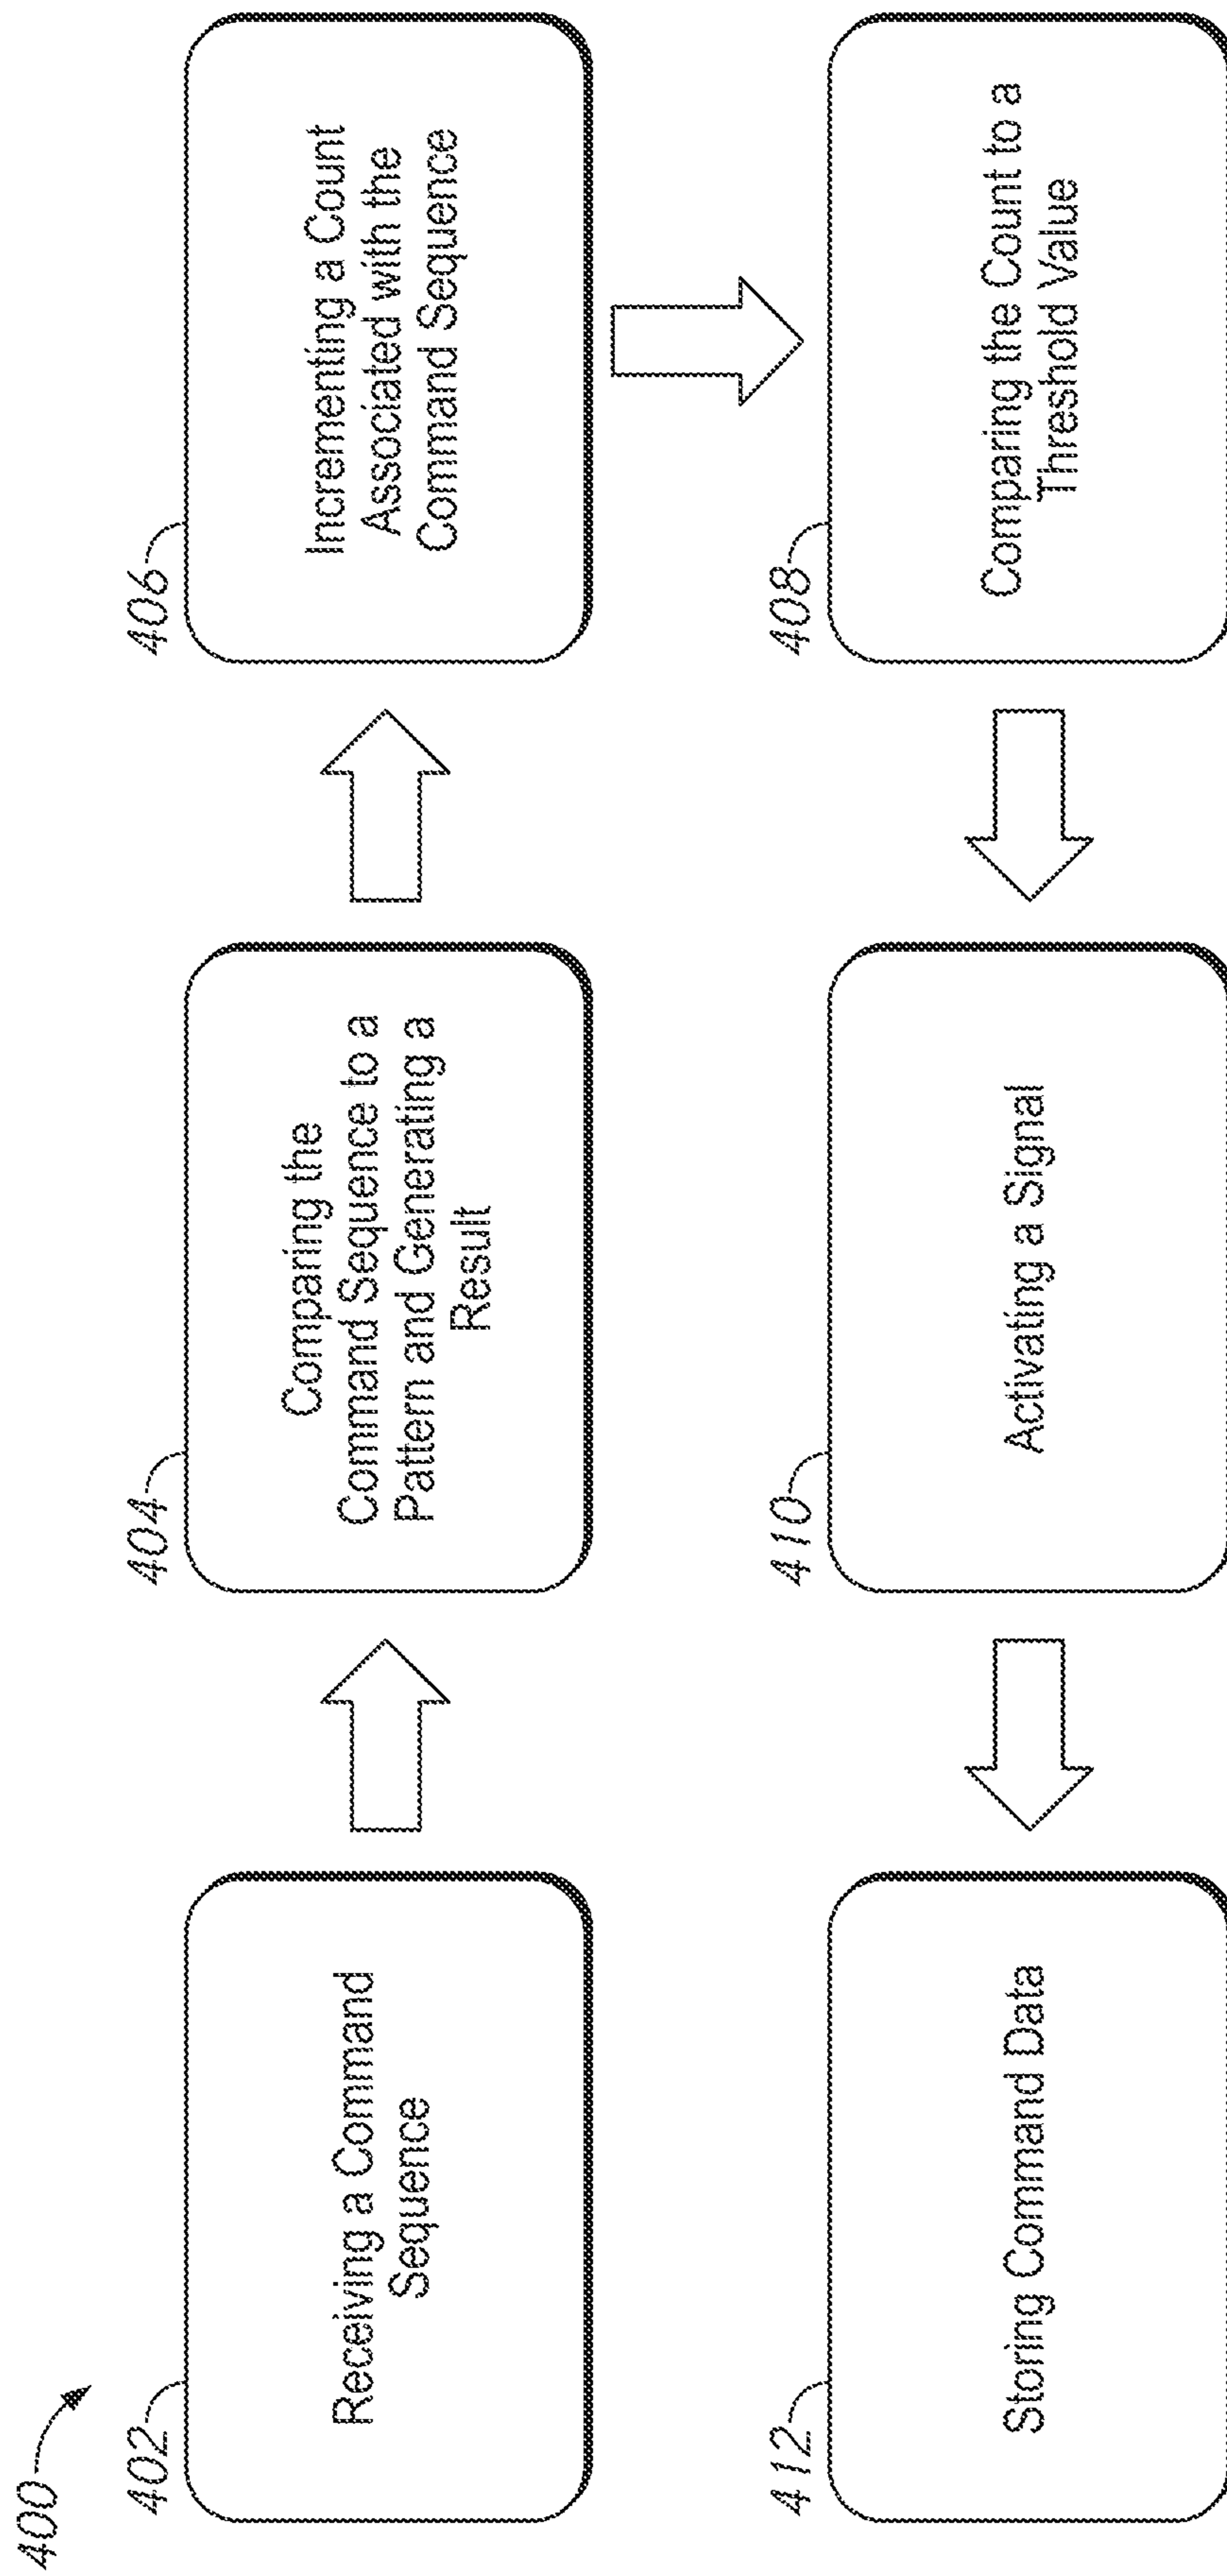 400
402
Receiving a Command
Sequence
404
Comparing the
Command Sequence to a
Pattern and Generating a
Result
406
Incrementing a Count
Associated with the
Command Sequence
408
Comparing the Count to a
Threshold Value
410
Activating a Signal
412
Storing Command Data